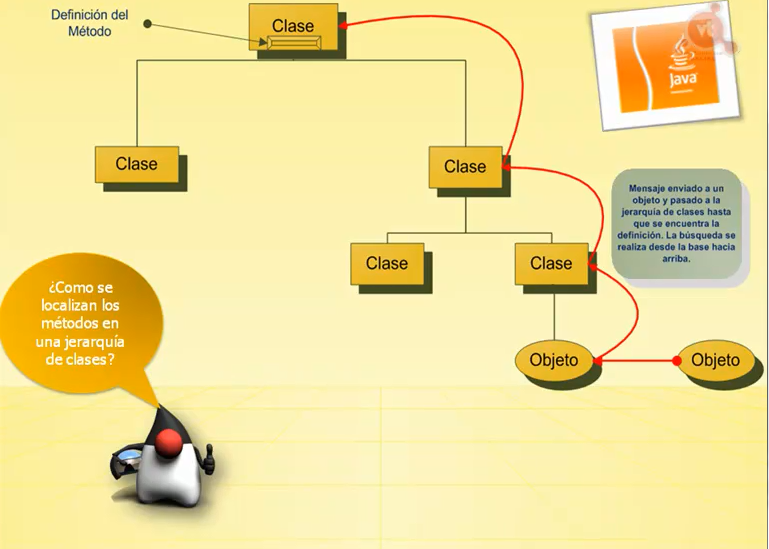 Definición del
Método
Clase
Java
Clase
Clase
Mensaje enviado a un
objeto y pasado a la
jerarquía de clases hasta
que se encuentra la
definición. La búsqueda se
realiza desde la base hacia
arriba.
Clase
Clase
¿Como se
localizan los
métodos en
una jerarquía
de clases?
Objeto
Objeto